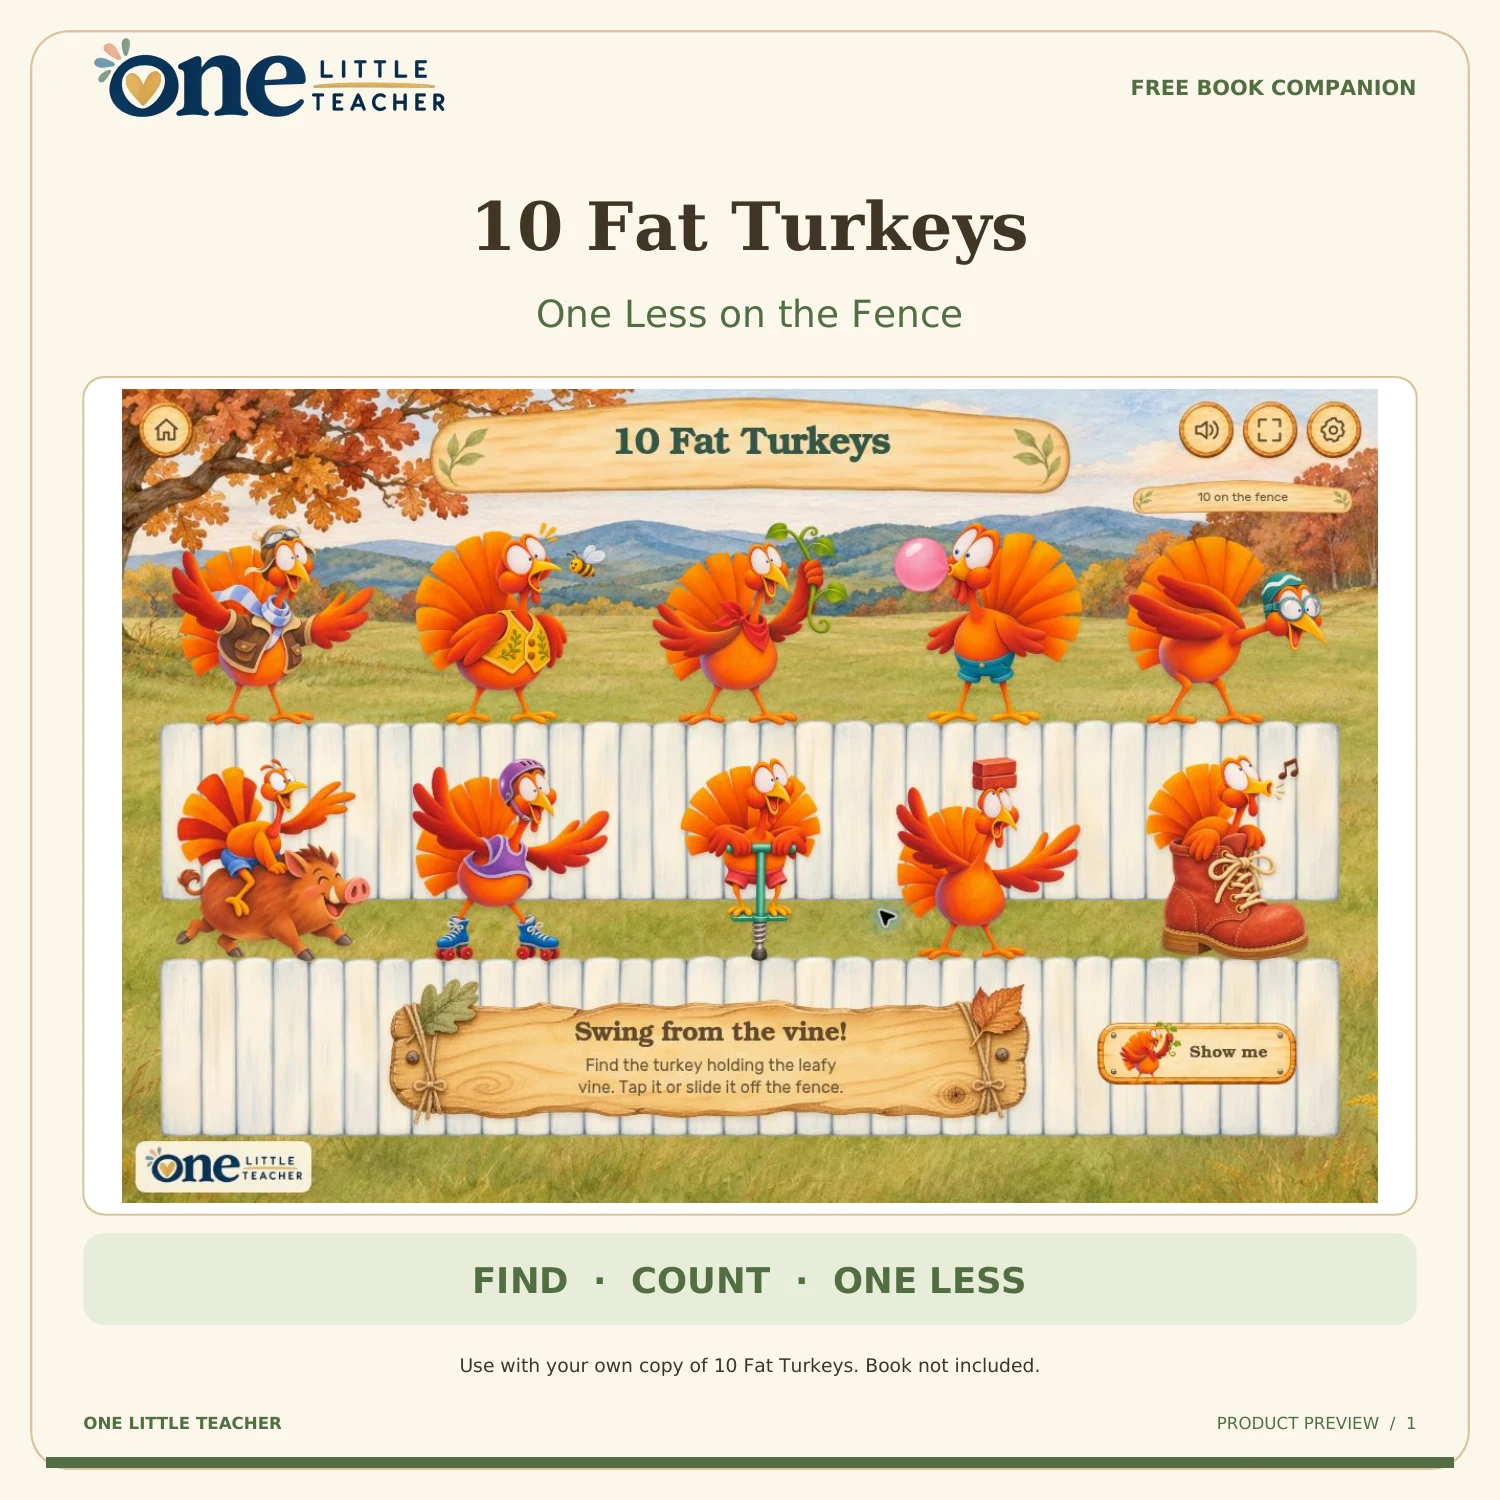 one LITTLE TEACHER
FREE BOOK COMPANION
10 Fat Turkeys
One Less on the Fence
10 Fat Turkeys
10 on the fence
Swing from the vine!
Find the turkey holding the leafy
vine. Tap it or slide it off the fence.
Show me
one LITTLE TEACHER
FIND · COUNT · ONE LESS
Use with your own copy of 10 Fat Turkeys. Book not included.
ONE LITTLE TEACHER
PRODUCT PREVIEW / 1